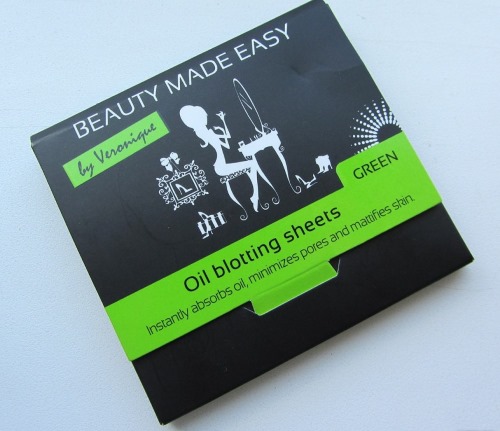 BEAUTY MADE EASY
by Veronique
GREEN
Oil blotting sheets
Instantly absorbs oil, minimizes pores and mattifies skin.